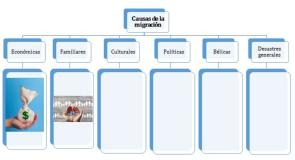 Causas de la
migración
Económicas
Familiares
Culturales
Políticas
Bélicas
Desastres
generales
$